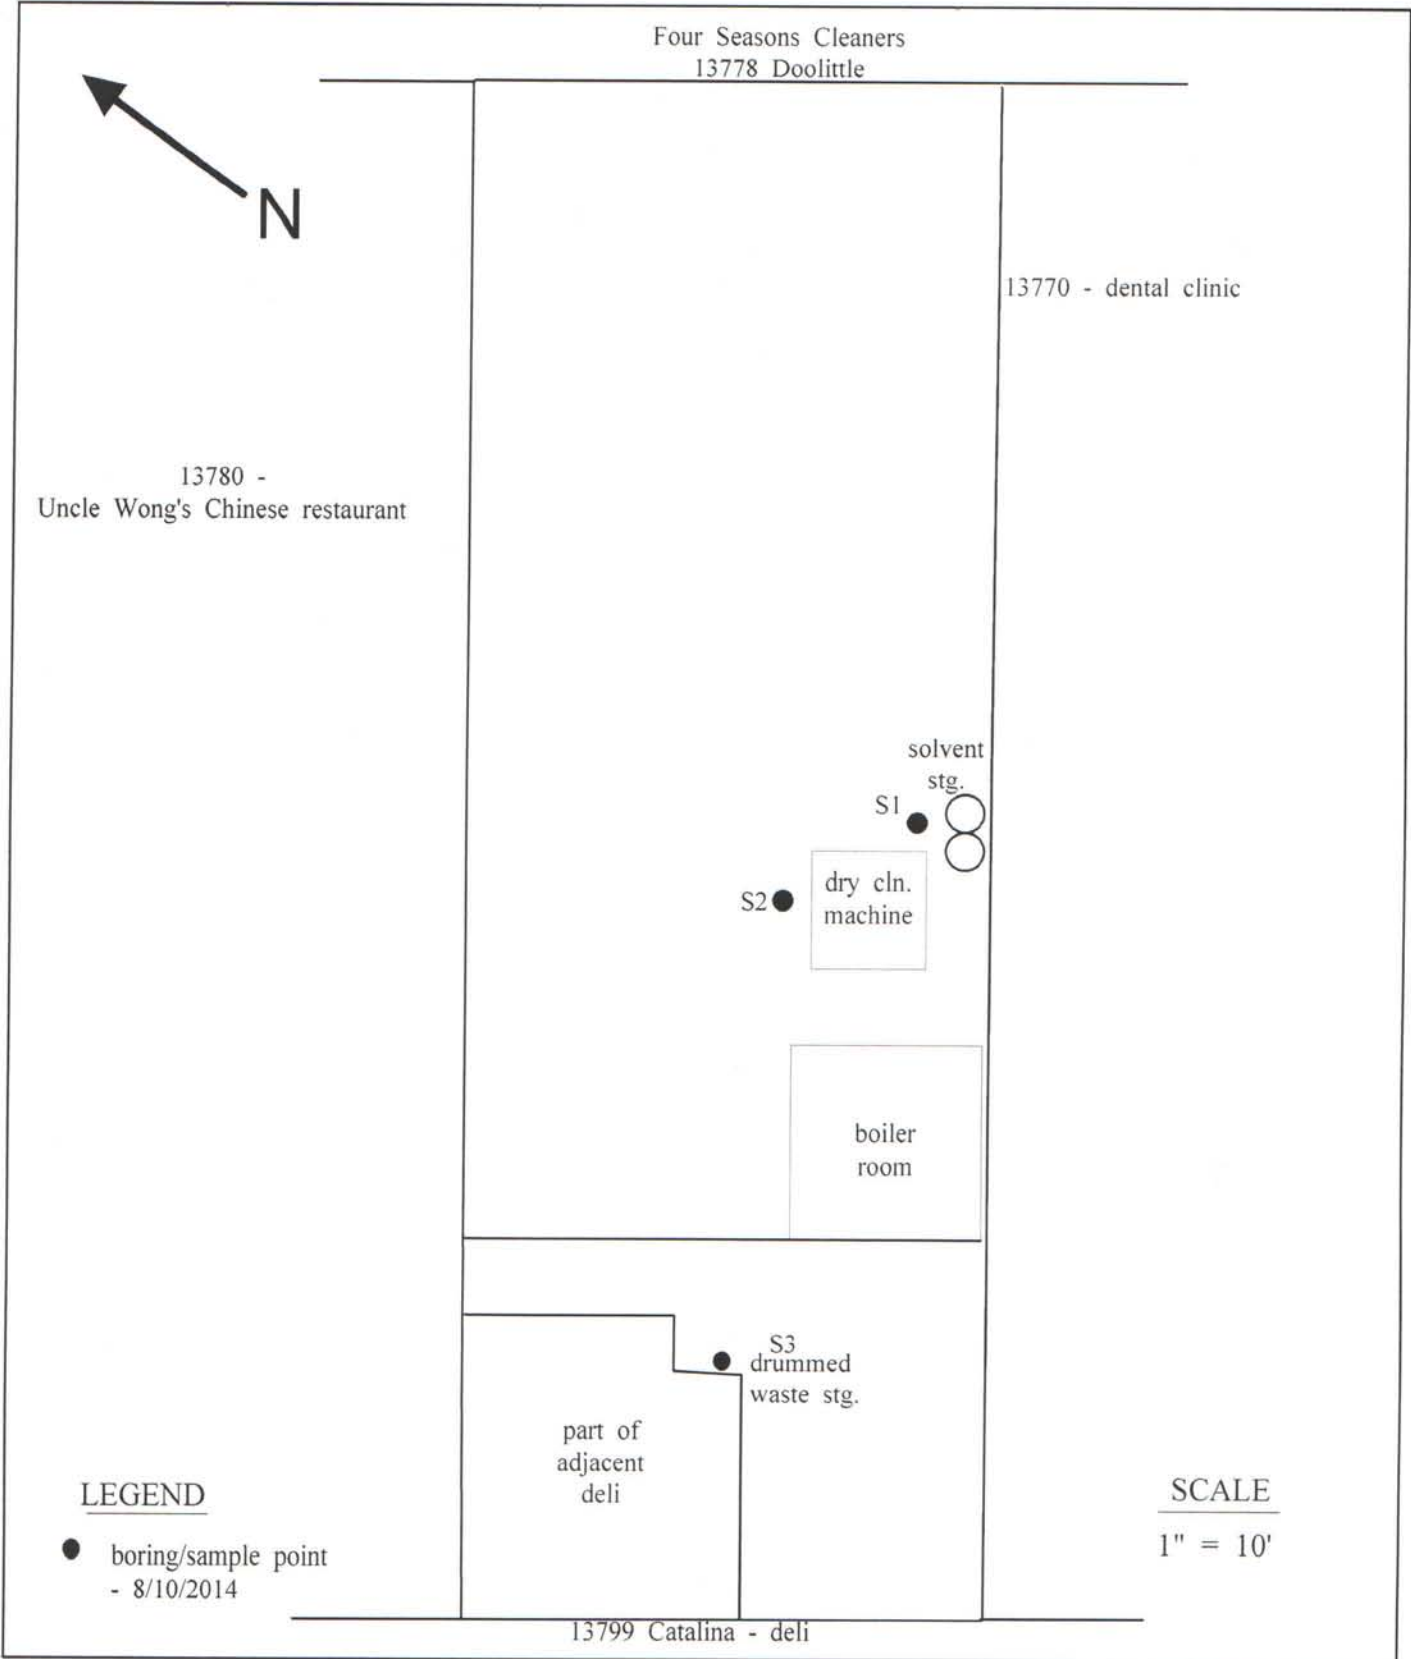 Four Seasons Cleaners
13778 Doolittle
N
13770 - dental clinic
13780 -
Uncle Wong's Chinese restaurant
solvent
stg.
S1
S2
dry cln.
machine
boiler
room
S3
drummed
waste stg.
part of
adjacent
deli
LEGEND
boring/sample point
- 8/10/2014
SCALE
1" = 10'
13799 Catalina - deli